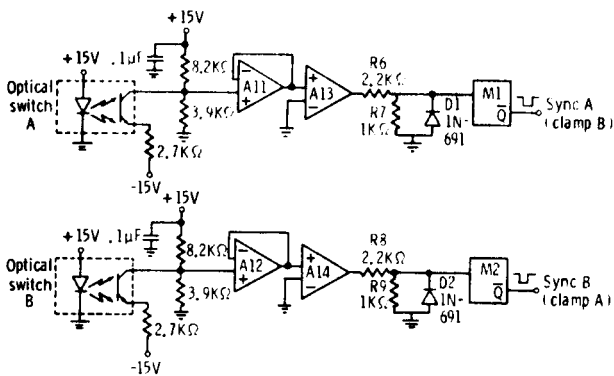 +15V
.1μF
+15V
8.2KΩ
Optical switch A
3.9KΩ
2.7KΩ
-15V
A11
A13
R6
2.2KΩ
R7
1KΩ
D1
1N-
691
M1
Q̅
Sync A
(clamp B)
+15V
+15V
.1μF
8.2KΩ
Optical switch B
3.9KΩ
2.7KΩ
-15V
A12
A14
R8
2.2KΩ
R9
1KΩ
D2
1N-
691
M2
Q̅
Sync B
(clamp A)